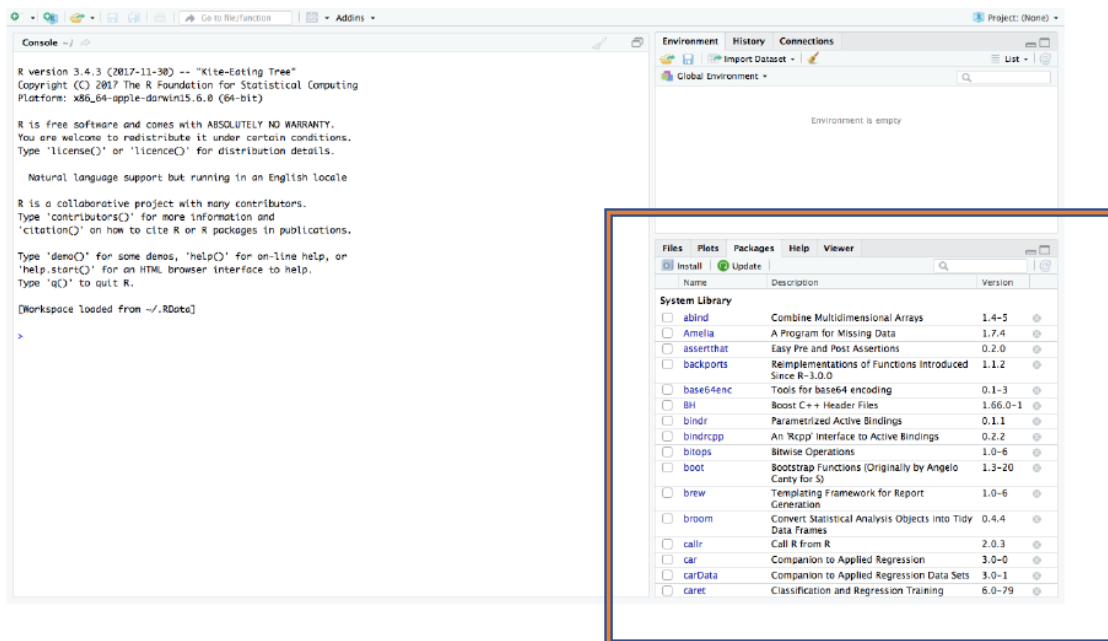 Go to file/function
Addins
Project: (None)
Console ~/
R version 3.4.3 (2017-11-30) -- "Kite-Eating Tree"
Copyright (C) 2017 The R Foundation for Statistical Computing
Platform: x86_64-apple-darwin15.6.0 (64-bit)
R is free software and comes with ABSOLUTELY NO WARRANTY.
You are welcome to redistribute it under certain conditions.
Type 'license()' or 'licence()' for distribution details.
Natural language support but running in an English locale
R is a collaborative project with many contributors.
Type 'contributors()' for more information and
'citation()' on how to cite R or R packages in publications.
Type 'demo()' for some demos, 'help()' for on-line help, or
'help.start()' for an HTML browser interface to help.
Type 'q()' to quit R.
[Workspace loaded from ~/.RData]
>
Environment History Connections
Import Dataset List
Global Environment
Environment is empty
Files Plots Packages Help Viewer
Install Update
Name Description Version
System Library
abind Combine Multidimensional Arrays 1.4-5
Amelia A Program for Missing Data 1.7.4
assertthat Easy Pre and Post Assertions 0.2.0
backports Reimplementations of Functions Introduced 1.1.2
Since R-3.0.0
base64enc Tools for base64 encoding 0.1-3
BH Boost C++ Header Files 1.66.0-1
bindr Parametrized Active Bindings 0.1.1
bindrcpp An 'Rcpp' Interface to Active Bindings 0.2.2
bitops Bitwise Operations 1.0-6
boot Bootstrap Functions (Originally by Angelo 1.3-20
Canty for S)
brew Templating Framework for Report 1.0-6
Generation
broom Convert Statistical Analysis Objects into Tidy 0.4.4
Data Frames
callr Call R from R 2.0.3
car Companion to Applied Regression 3.0-0
carData Companion to Applied Regression Data Sets 3.0-1
caret Classification and Regression Training 6.0-79